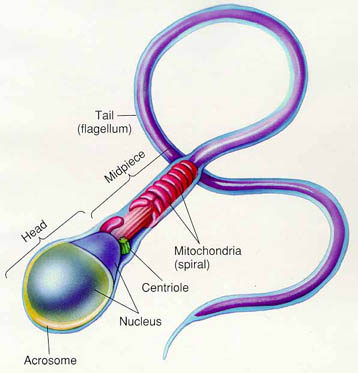 Tail
(flagellum)
Midpiece
Head
Mitochondria
(spiral)
Centriole
Nucleus
Acrosome